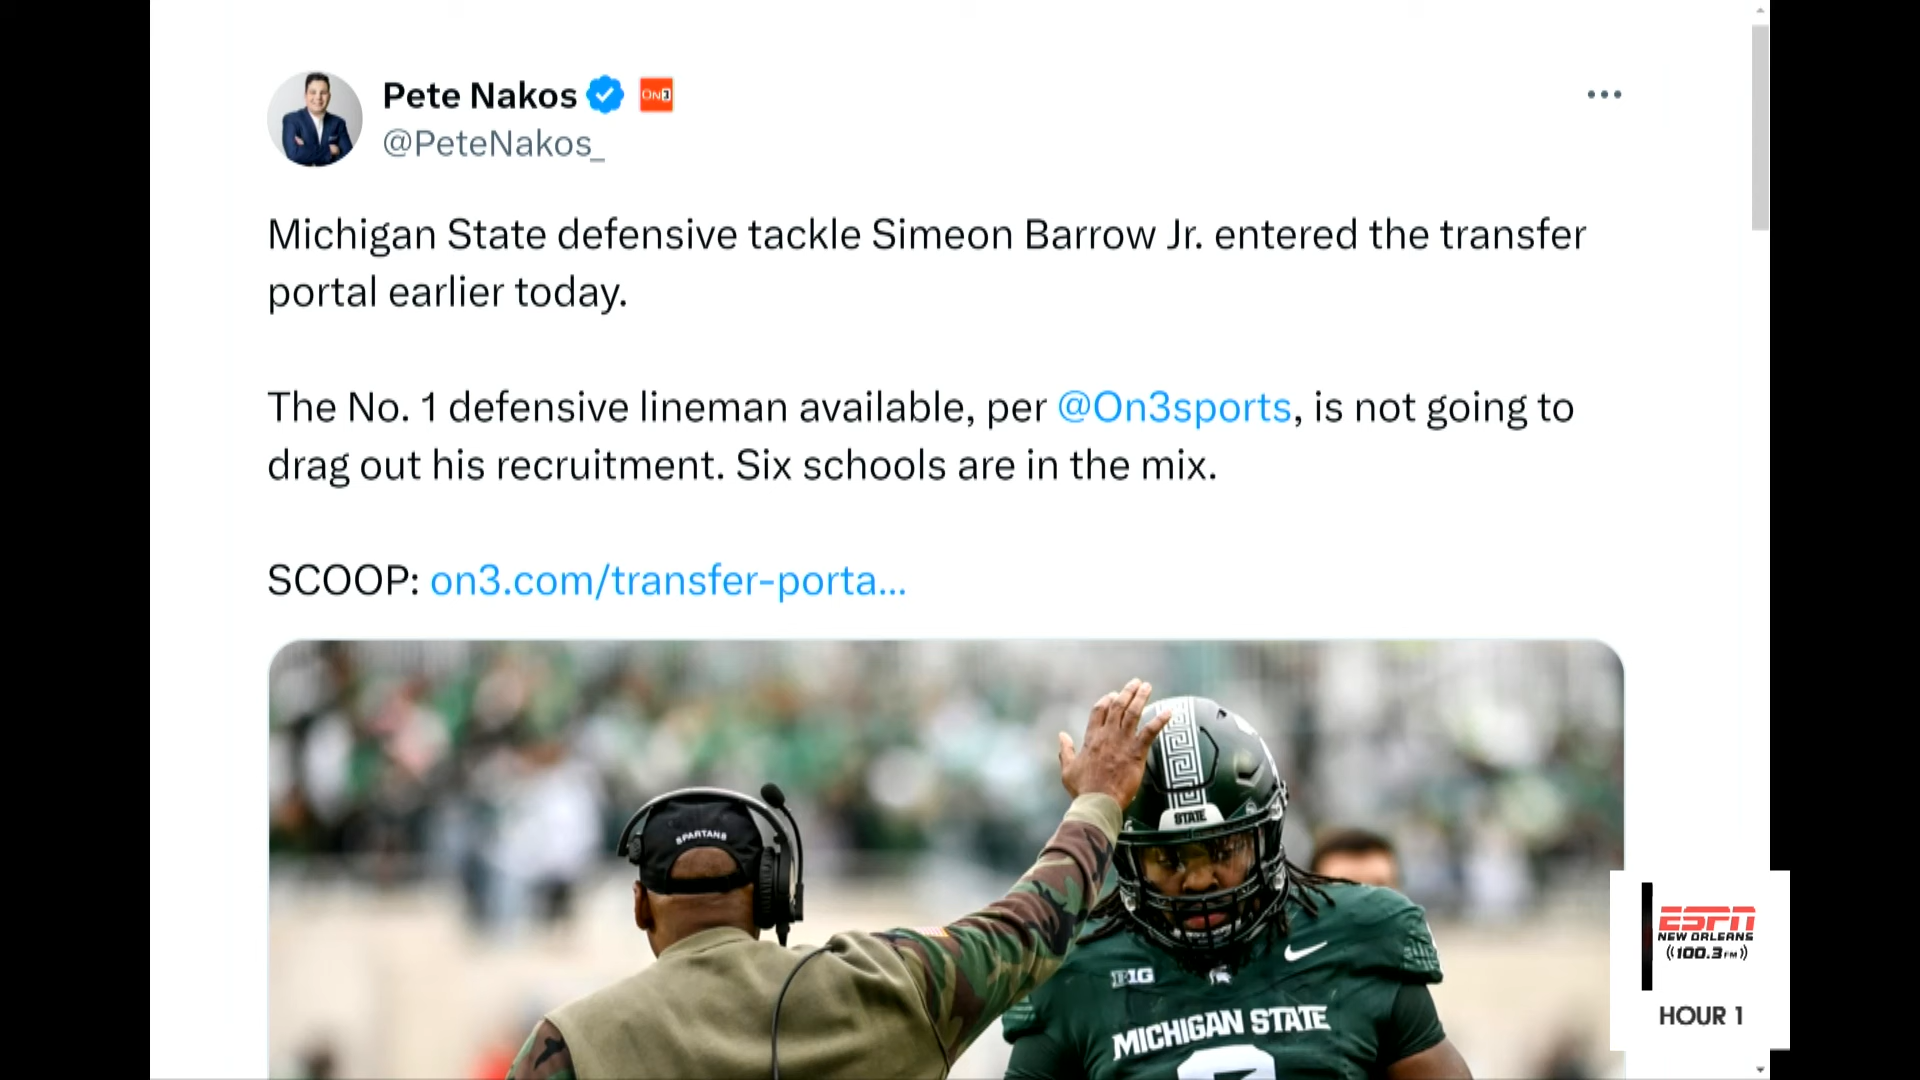 Pete Nakos
ON3
@PeteNakos_
Michigan State defensive tackle Simeon Barrow Jr. entered the transfer
portal earlier today.
The No. 1 defensive lineman available, per @On3sports, is not going to
drag out his recruitment. Six schools are in the mix.
SCOOP: on3.com/transfer-porta...
SPARTANS
STATE
B1G
MICHIGAN STATE
ESPN
NEW ORLEANS
100.3 FM
HOUR 1